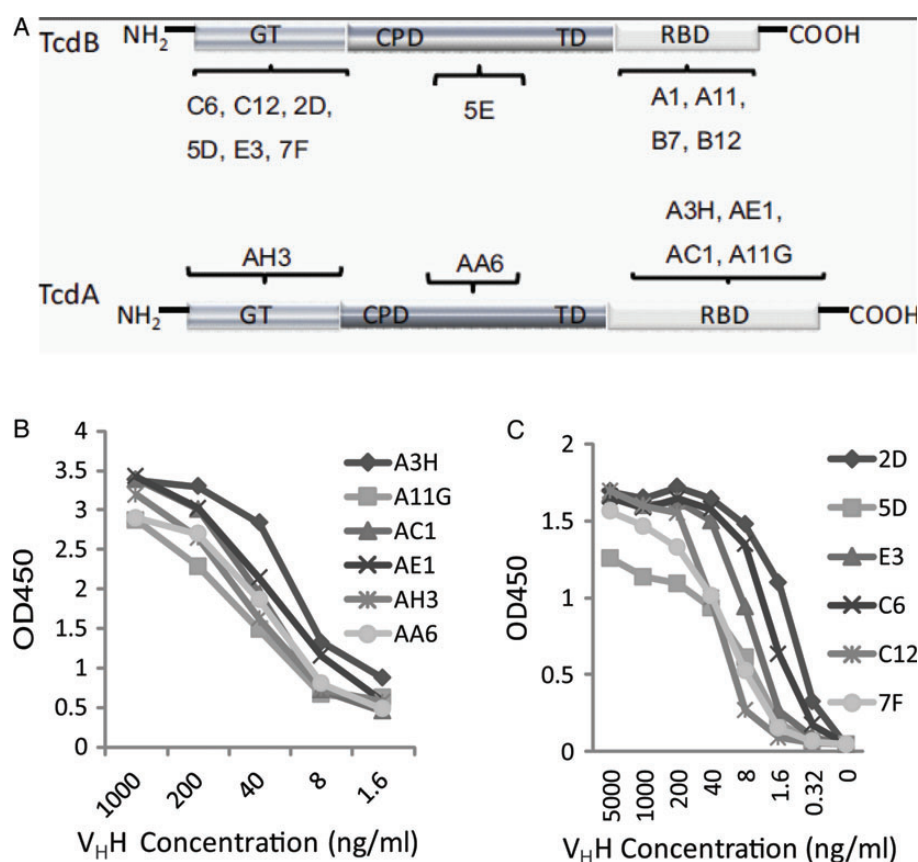 A
TcdB NH2 GT CPD TD RBD COOH
C6, C12, 2D,
5D, E3, 7F
5E
A1, A11,
B7, B12
A3H, AE1,
AC1, A11G
AH3
AA6
TcdA NH2 GT CPD TD RBD COOH
B
4
3.5
3
2.5
2
1.5
1
0.5
0
OD450
1000 200 40 8 1.6
VHH Concentration (ng/ml)
A3H
A11G
AC1
AE1
AH3
AA6
C
2
1.5
1
0.5
0
OD450
5000 1000 200 40 8 1.6 0.32 0
VHH Concentration (ng/ml)
2D
5D
E3
C6
C12
7F